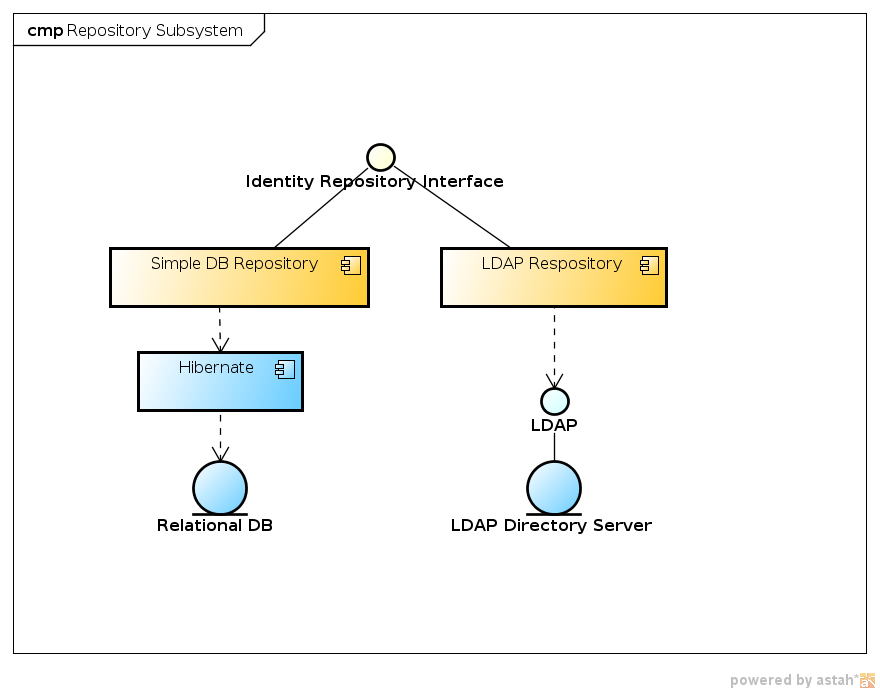 cmp Repository Subsystem
Identity Repository Interface
Simple DB Repository
LDAP Respository
Hibernate
LDAP
Relational DB
LDAP Directory Server
powered by astah*